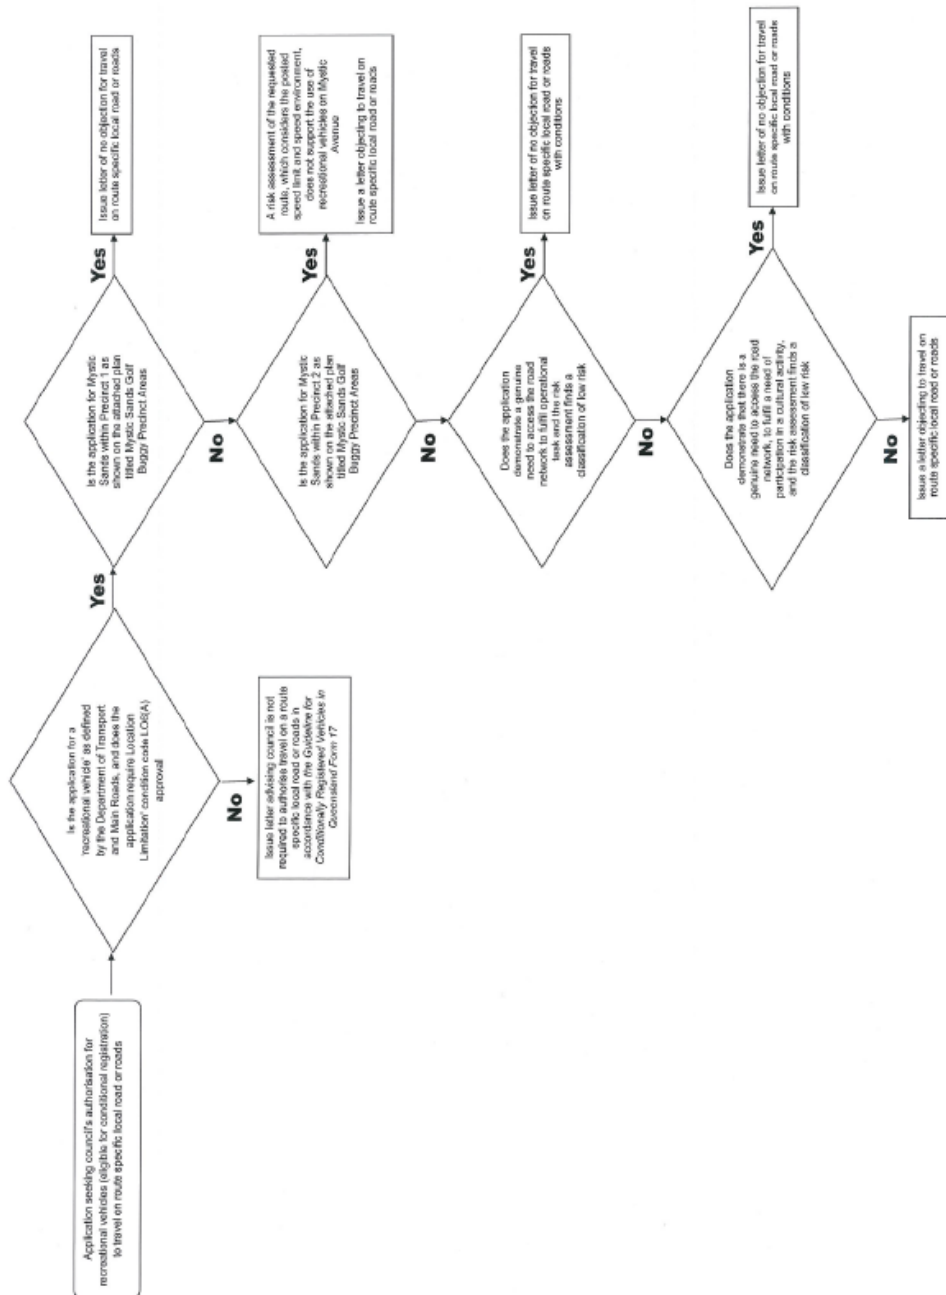 Application seeking council's authorisation for
recreational vehicles (eligible for conditional registration)
to travel on route specific local road or roads
Is the application for a
'recreational vehicle' as defined
by the Department of Transport
and Main Roads, and does the
application require Location
Limitation' condition code LO6(A)
approval
Yes
No
Issue letter advising council is not
required to authorise travel on a route
specific local road or roads in
accordance with the Guideline for
Conditionally Registered Vehicles in
Queensland Form 17
Is the application for Mystic
Sands within Precinct 1 as
shown on the attached plan
titled Mystic Sands Golf
Buggy Precinct Areas
Yes
Issue letter of no objection for travel
on route specific local road or roads
No
Is the application for Mystic
Sands within Precinct 2 as
shown on the attached plan
titled Mystic Sands Golf
Buggy Precinct Areas
Yes
A risk assessment of the requested
route, which considers the posted
speed limit and speed environment,
does not support the use of
recreational vehicles on Mystic
Avenue
Issue a letter objecting to travel on
route specific local road or roads
No
Does the application
demonstrate a genuine
need to access the road
network to fulfil operational
task and the risk
assessment finds a
classification of low risk
Yes
Issue letter of no objection for travel
on route specific local road or roads
with conditions
No
Does the application
demonstrate that there is a
genuine need to access the road
network, to fulfil a need of
participation in a cultural activity,
and the risk assessment finds a
classification of low risk
Yes
Issue letter of no objection for travel
on route specific local road or roads
with conditions
No
Issue a letter objecting to travel on
route specific local road or roads